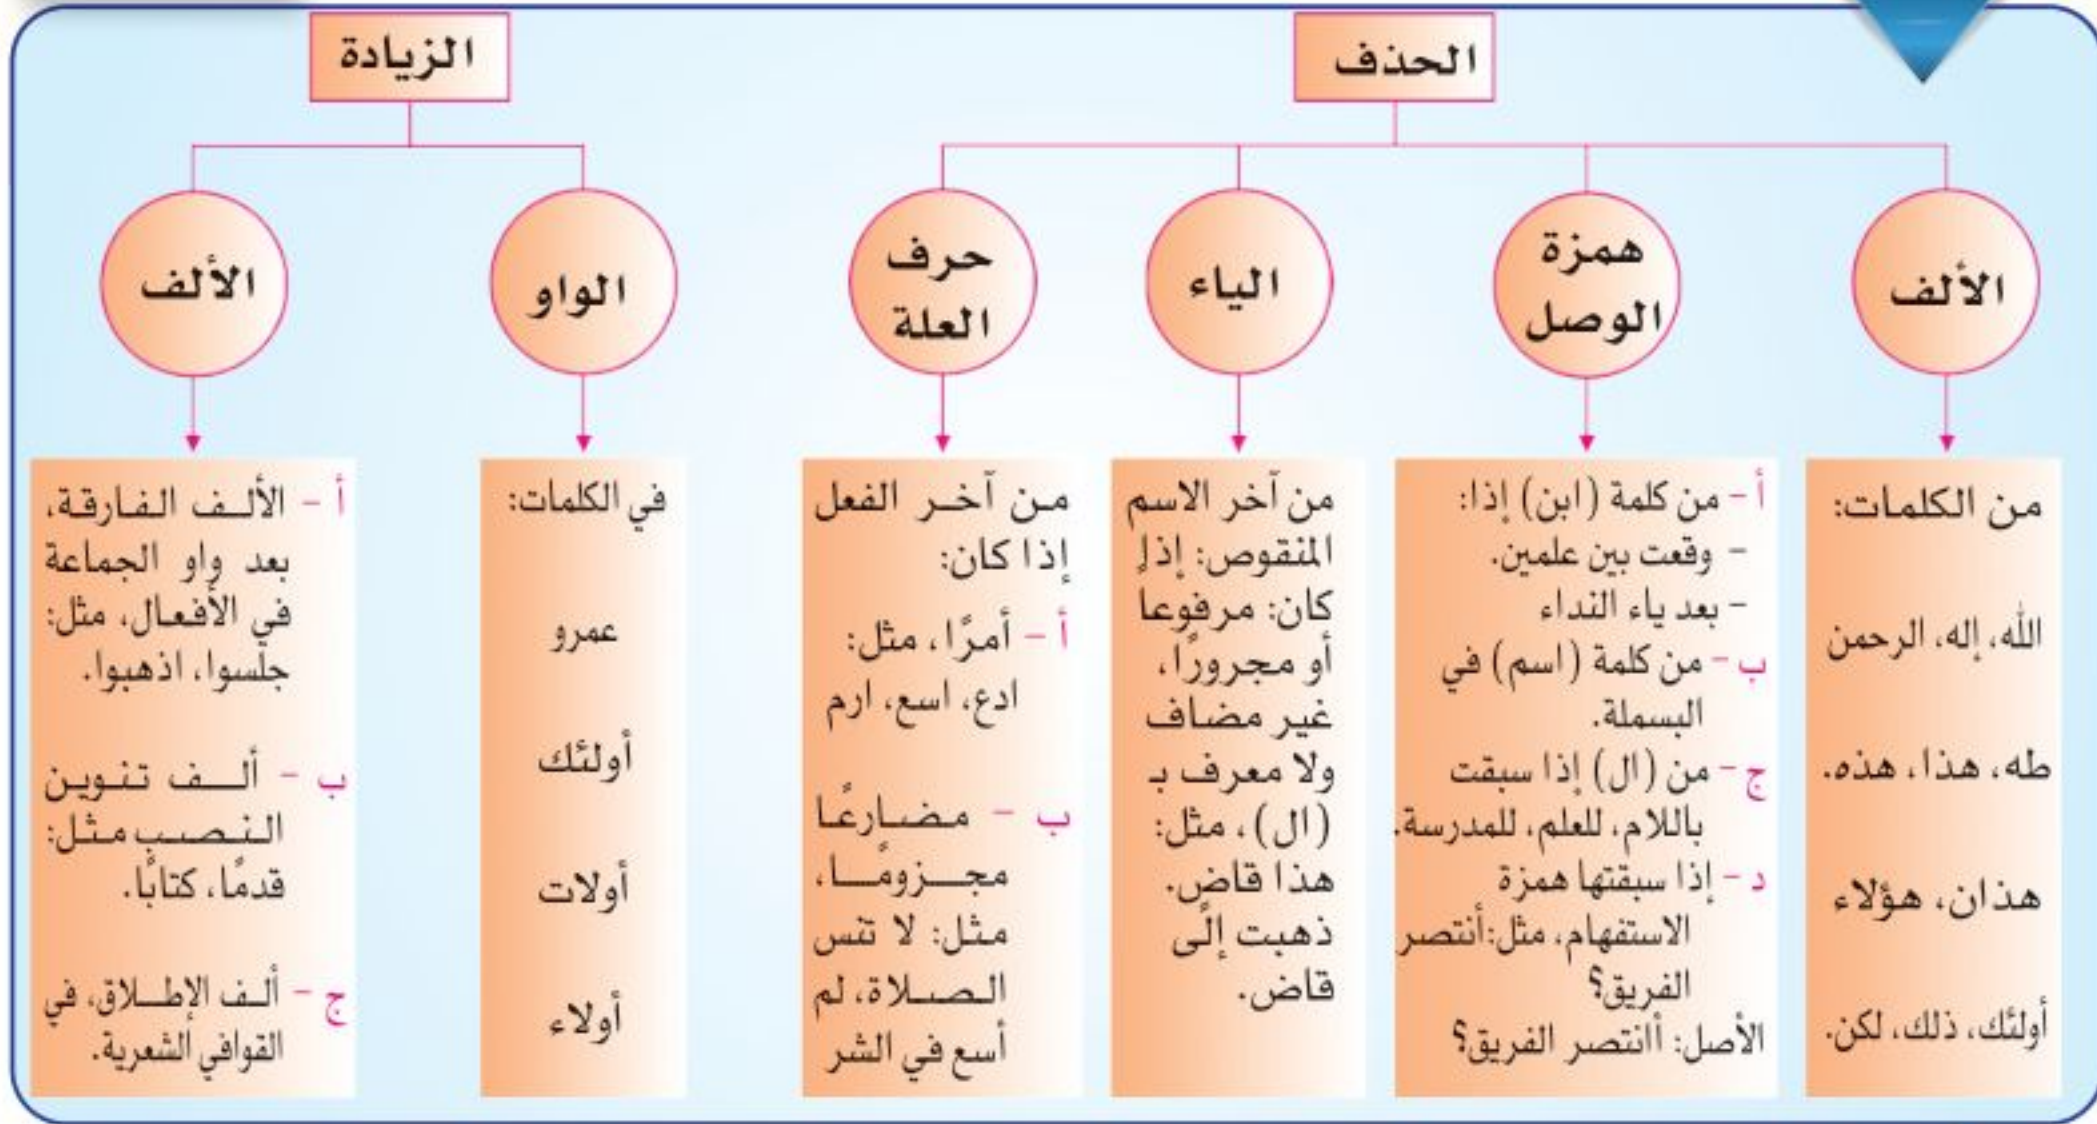 الحذف
الألف
من الكلمات:
الله، إله، الرحمن
طه، هذا، هذه.
هذان، هؤلاء
أولئك، ذلك، لكن.
همزة
الوصل
أ - من كلمة (ابن) إذا:
- وقعت بين علمين.
- بعد ياء النداء
ب - من كلمة (اسم) في
البسملة.
ج - من (ال) إذا سبقت
باللام، للعلم، للمدرسة.
د - إذا سبقتها همزة
الاستفهام، مثل: أنتصر
الفريق؟
الأصل: أانتصر الفريق؟
الياء
من آخر الاسم
المنقوص: إذا
كان: مرفوعا
أو مجرورًا،
غير مضاف
ولا معرف بـ
(ال)، مثل:
هذا قاض.
ذهبت إلى
قاض.
حرف
العلة
من آخر الفعل
إذا كان:
أ - أمرًا، مثل:
ادع، اسع، ارم
ب - مضارعًا
مجزومًا،
مثل: لا تنس
الصلاة، لم
أسع في الشر
الزيادة
الواو
في الكلمات:
عمرو
أولئك
أولات
أولاء
الألف
أ - الألف الفارقة،
بعد واو الجماعة
في الأفعال، مثل:
جلسوا، اذهبوا.
ب - ألف تنوين
النصب مثل:
قدمًا، كتابًا.
ج - ألف الإطلاق، في
القوافي الشعرية.